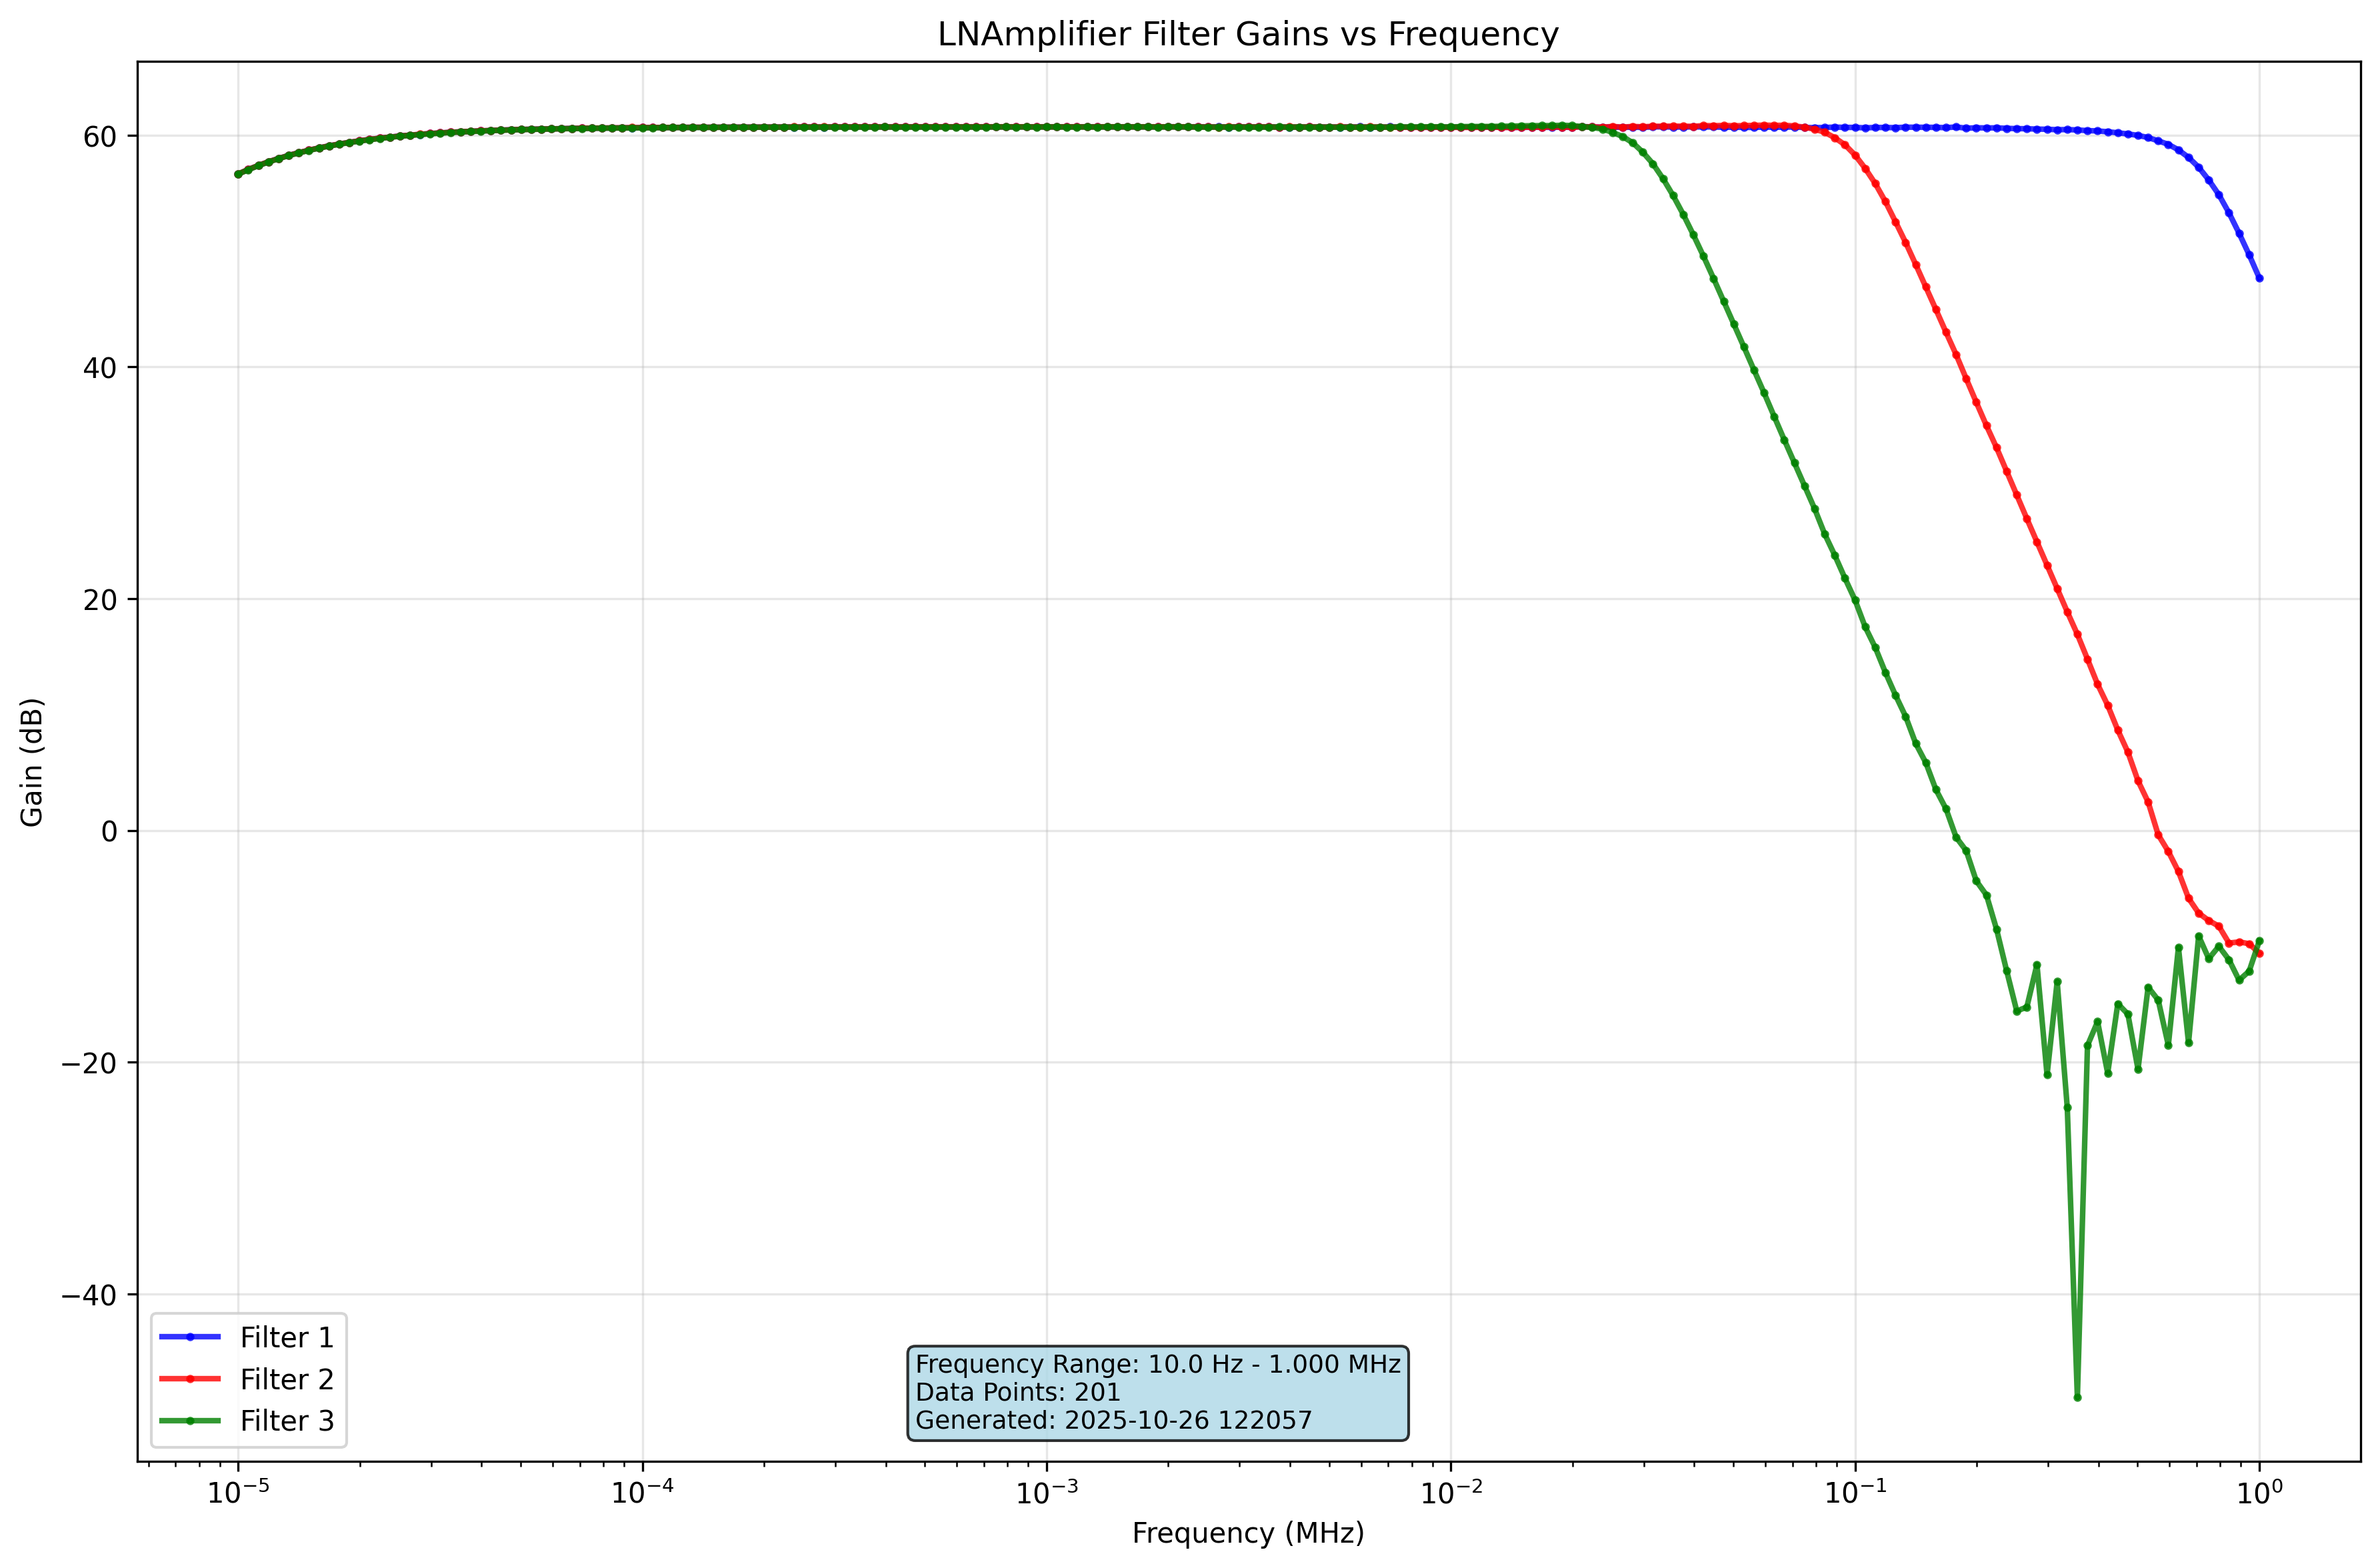 LNAmplifier Filter Gains vs Frequency
Gain (dB)
60
40
20
0
−20
−40
Filter 1
Filter 2
Filter 3
Frequency Range: 10.0 Hz - 1.000 MHz
Data Points: 201
Generated: 2025-10-26 122057
10⁻⁵ 10⁻⁴ 10⁻³ 10⁻² 10⁻¹ 10⁰
Frequency (MHz)